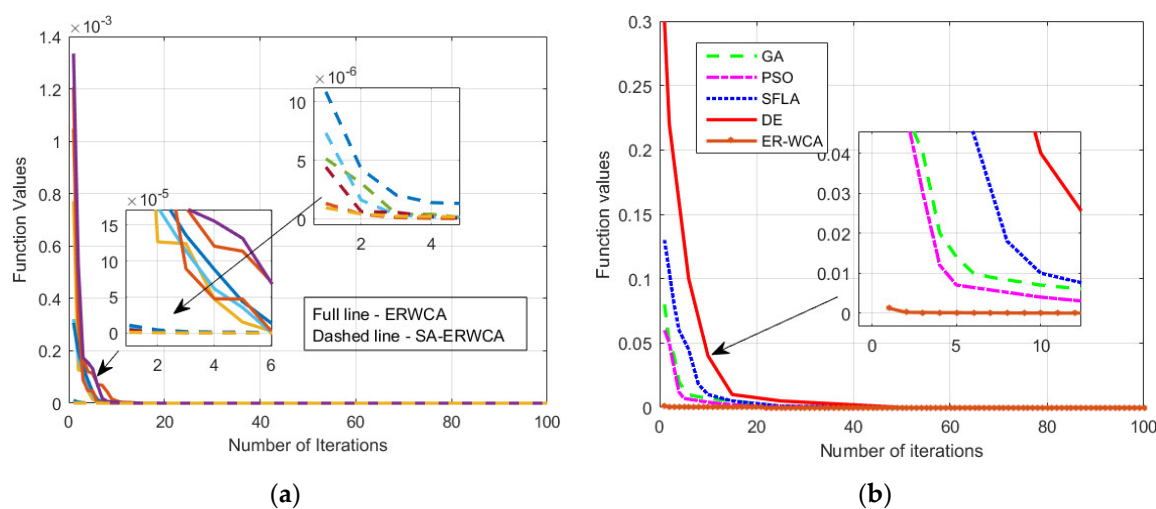 × 10⁻³
1.4
1.2
1
0.8
0.6
0.4
0.2
0
Function Values
0 20 40 60 80 100
Number of Iterations
× 10⁻⁶
10
5
0
2 4
× 10⁻⁵
15
10
5
0
2 4 6
Full line - ERWCA
Dashed line - SA-ERWCA
(a)
0.3
0.25
0.2
0.15
0.1
0.05
0
Function values
0 20 40 60 80 100
Number of iterations
GA
PSO
SFLA
DE
ER-WCA
0.04
0.03
0.02
0.01
0
0 5 10
(b)